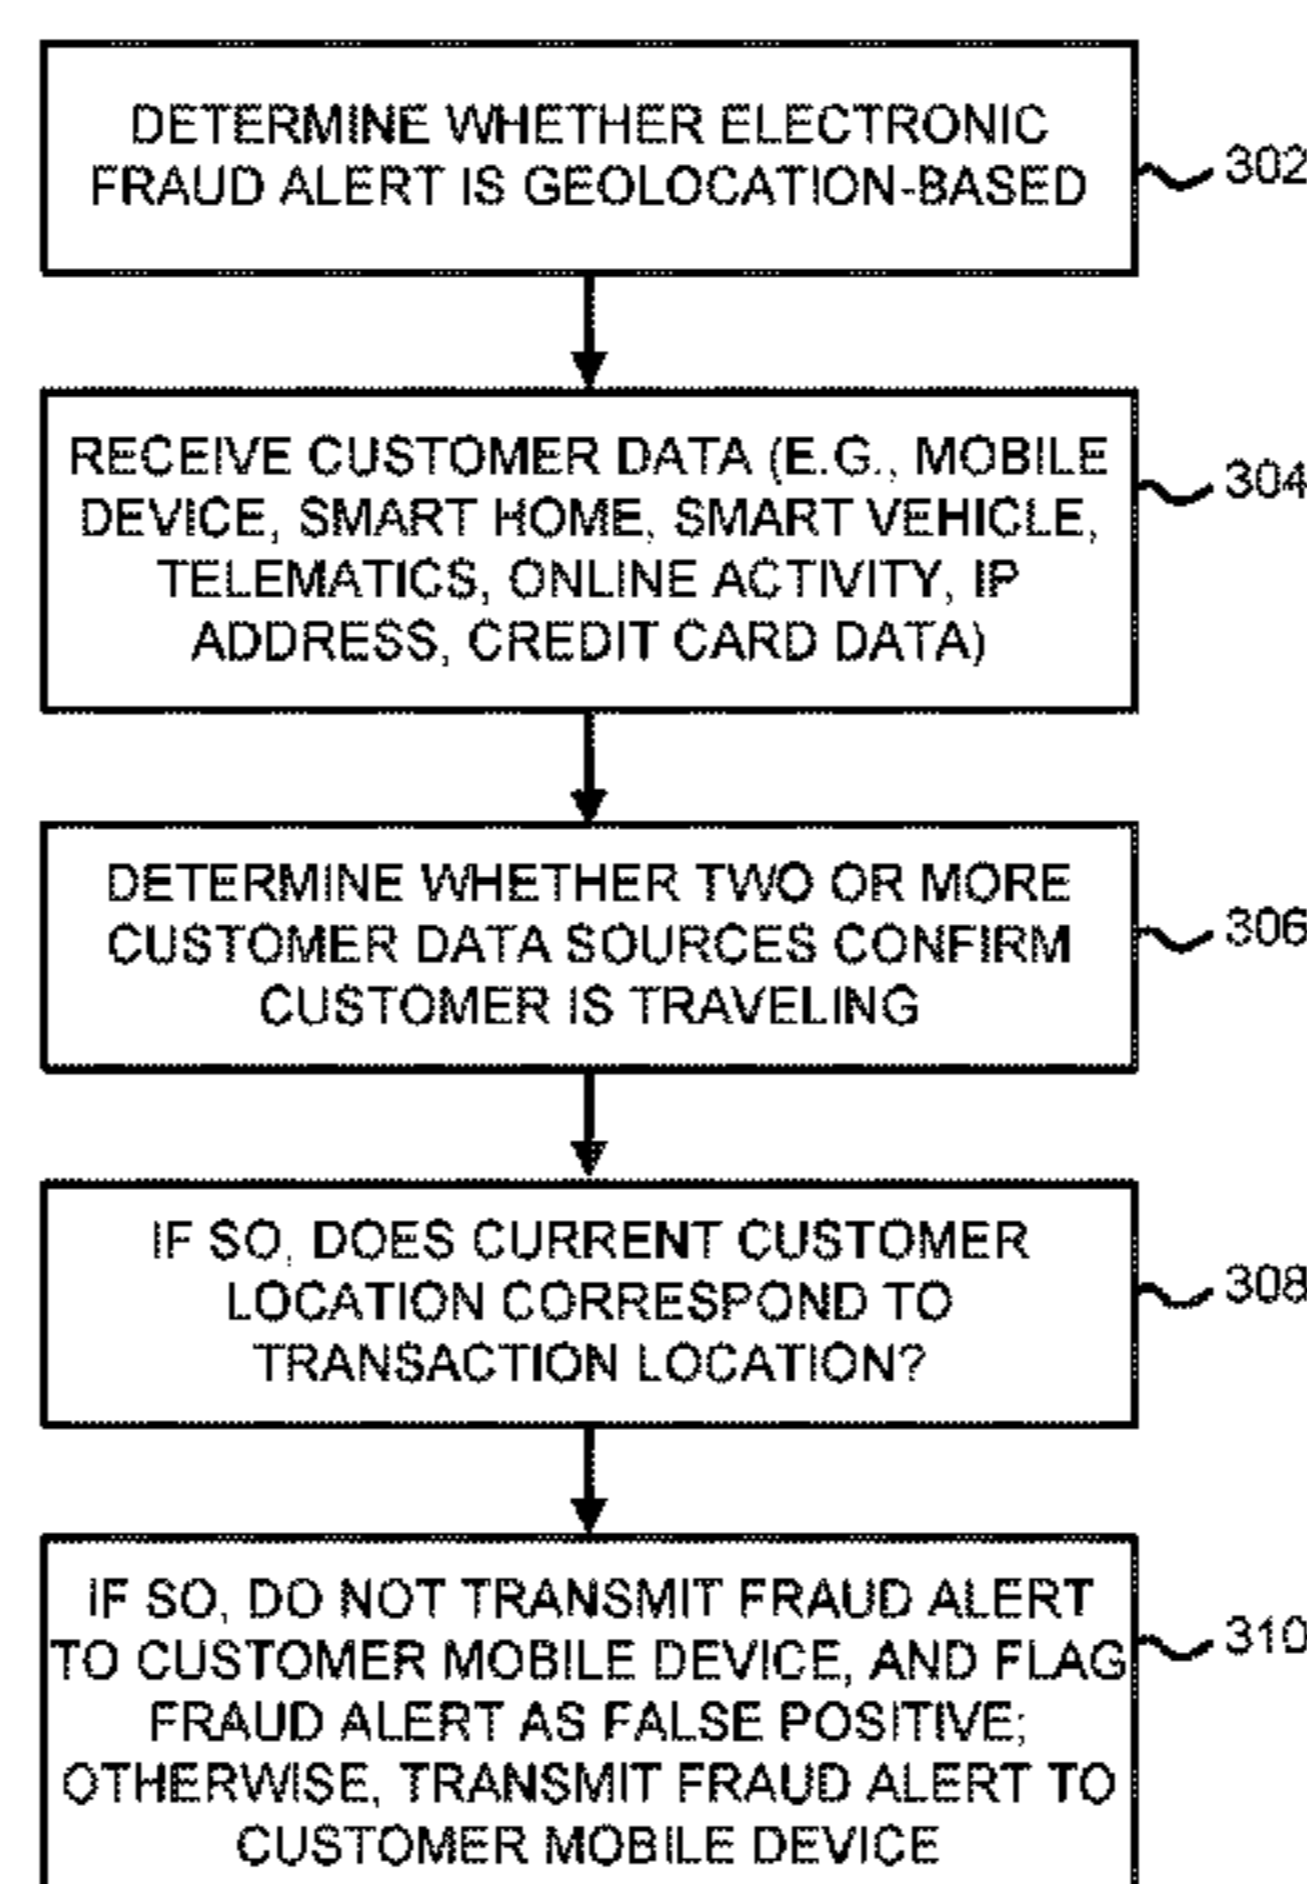 DETERMINE WHETHER ELECTRONIC
FRAUD ALERT IS GEOLOCATION-BASED
302
RECEIVE CUSTOMER DATA (E.G., MOBILE
DEVICE, SMART HOME, SMART VEHICLE,
TELEMATICS, ONLINE ACTIVITY, IP
ADDRESS, CREDIT CARD DATA)
304
DETERMINE WHETHER TWO OR MORE
CUSTOMER DATA SOURCES CONFIRM
CUSTOMER IS TRAVELING
306
IF SO, DOES CURRENT CUSTOMER
LOCATION CORRESPOND TO
TRANSACTION LOCATION?
308
IF SO, DO NOT TRANSMIT FRAUD ALERT
TO CUSTOMER MOBILE DEVICE, AND FLAG
FRAUD ALERT AS FALSE POSITIVE;
OTHERWISE, TRANSMIT FRAUD ALERT TO
CUSTOMER MOBILE DEVICE
310